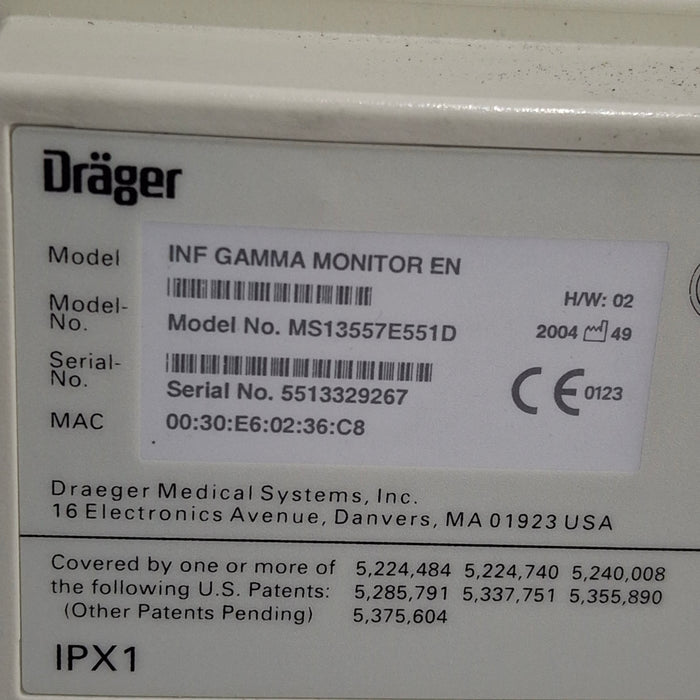 Dräger
Model INF GAMMA MONITOR EN
H/W: 02
Model-No. Model No. MS13557E551D
2004 49
Serial-No. Serial No. 5513329267
CE 0123
MAC 00:30:E6:02:36:C8
Draeger Medical Systems, Inc.
16 Electronics Avenue, Danvers, MA 01923 USA
Covered by one or more of 5,224,484 5,224,740 5,240,008
the following U.S. Patents: 5,285,791 5,337,751 5,355,890
(Other Patents Pending) 5,375,604
IPX1